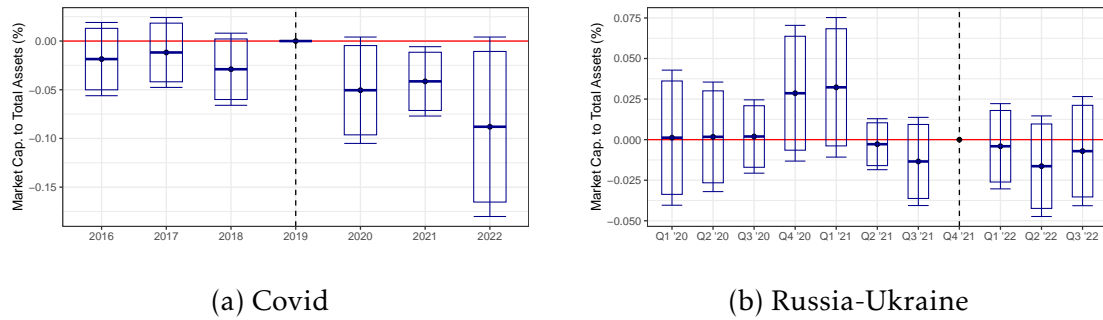 Market Cap. to Total Assets (%)
0.00
−0.05
−0.10
−0.15
2016 2017 2018 2019 2020 2021 2022
(a) Covid
Market Cap. to Total Assets (%)
0.075
0.050
0.025
0.000
−0.025
−0.050
Q1 '20 Q2 '20 Q3 '20 Q4 '20 Q1 '21 Q2 '21 Q3 '21 Q4 '21 Q1 '22 Q2 '22 Q3 '22
(b) Russia-Ukraine